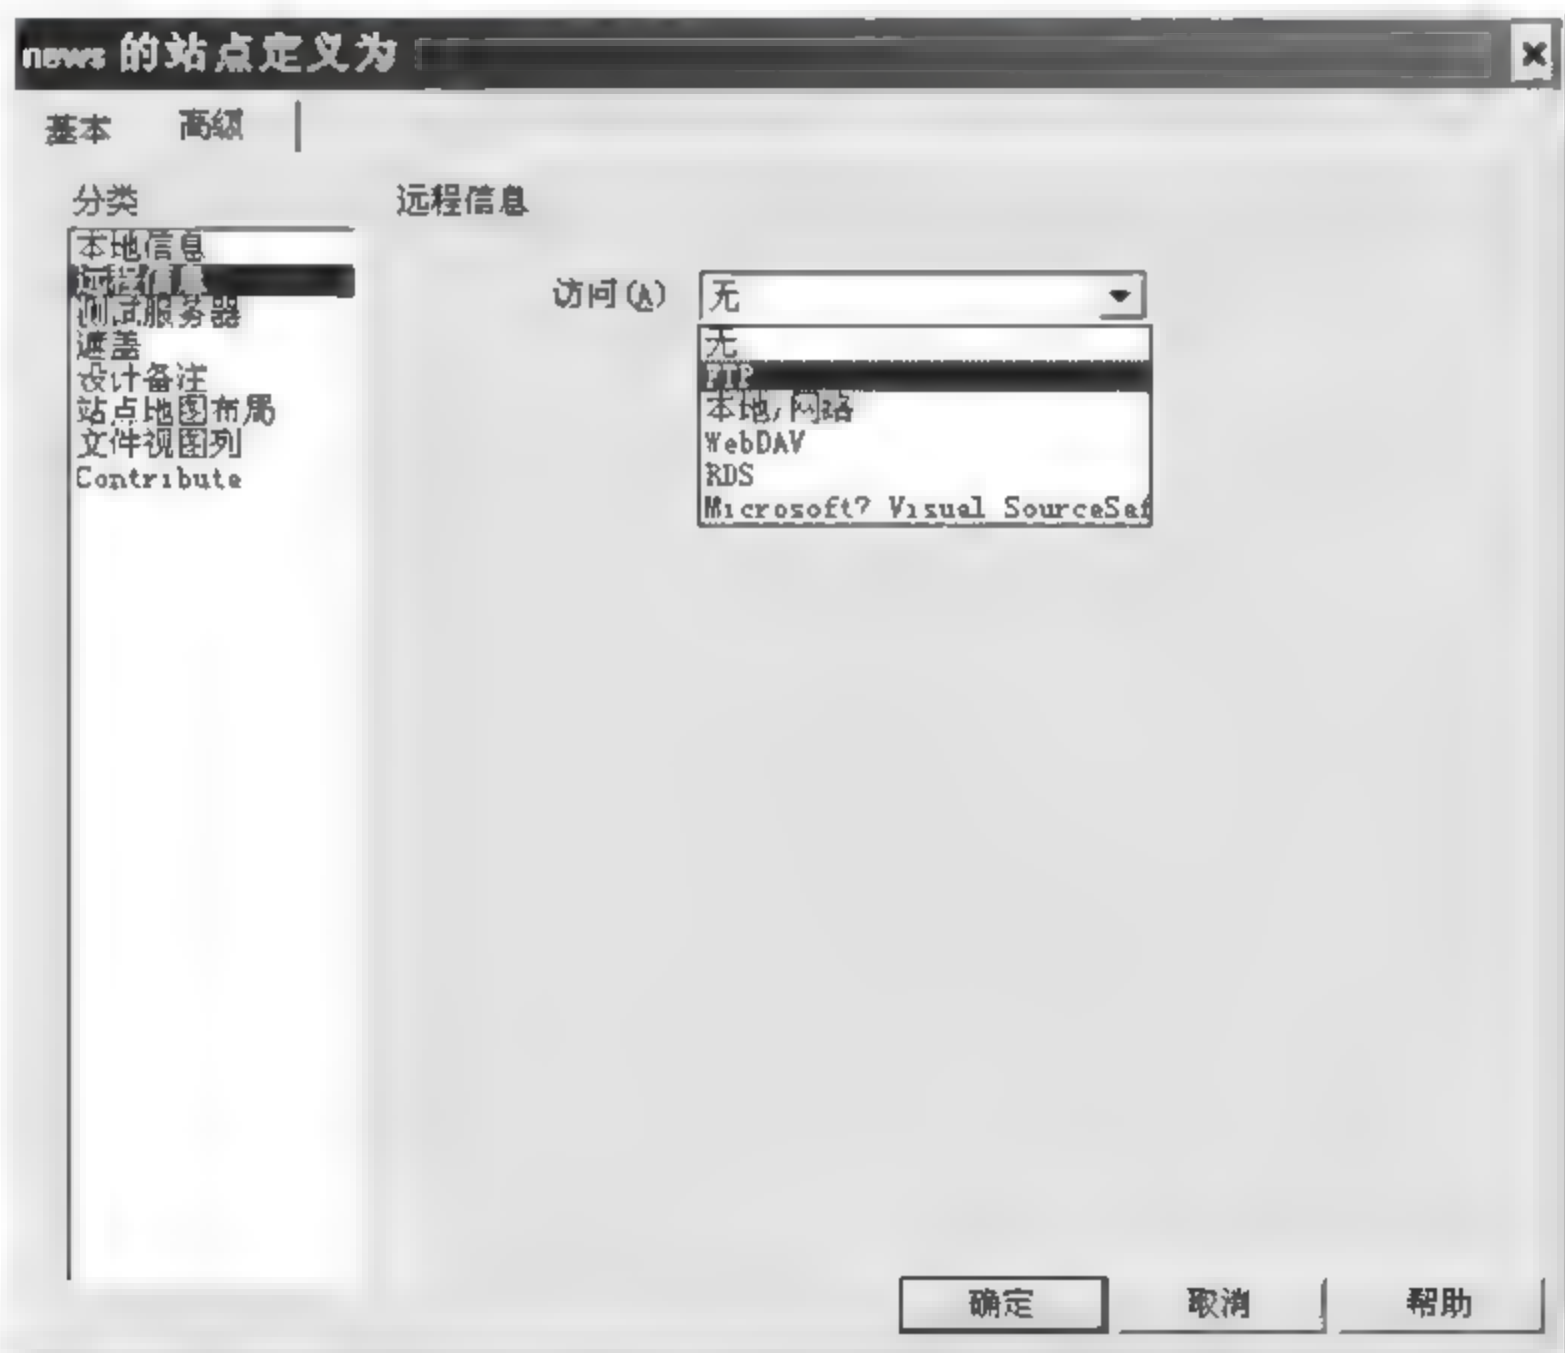 news 的站点定义为
基本 高级
分类
本地信息
远程信息
测试服务器
遮盖
设计备注
站点地图布局
文件视图列
Contribute
远程信息
访问(A) 无
无
FTP
本地/网络
WebDAV
RDS
Microsoft? Visual SourceSaf
确定 取消 帮助